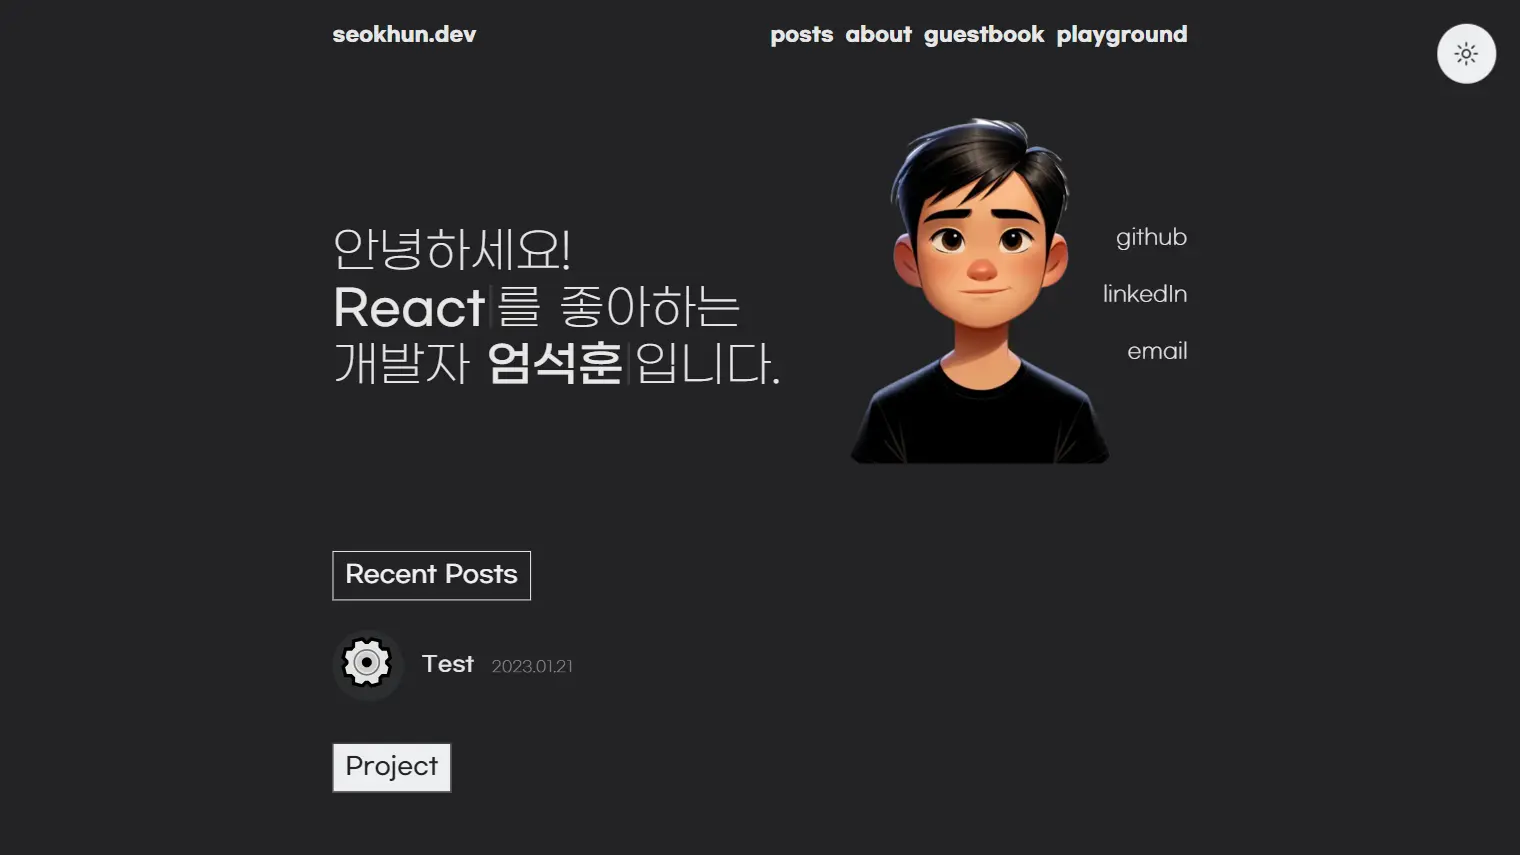 seokhun.dev
posts about guestbook playground
안녕하세요!
React를 좋아하는
개발자 엄석훈입니다.
github
linkedIn
email
Recent Posts
Test 2023.01.21
Project